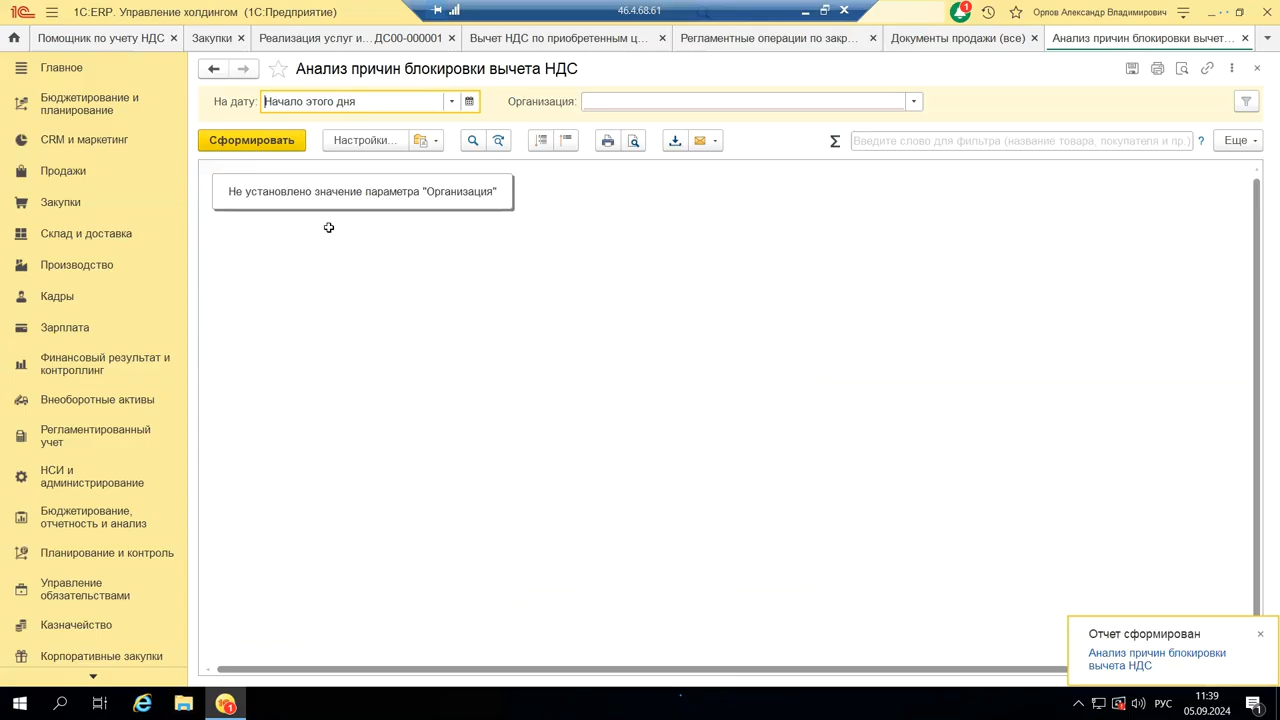 1С:ERP. Управление холдингом (1С:Предприятие)
46.4.68.61
1
Орлов Александр Владимирович
Помощник по учету НДС
Закупки
Реализация услуг и... ДС00-000001
Вычет НДС по приобретенным ц...
Регламентные операции по закр...
Документы продажи (все)
Анализ причин блокировки вычет...
Главное
Бюджетирование и
планирование
CRM и маркетинг
Продажи
Закупки
Склад и доставка
Производство
Кадры
Зарплата
Финансовый результат и
контроллинг
Внеоборотные активы
Регламентированный
учет
НСИ и
администрирование
Бюджетирование,
отчетность и анализ
Планирование и контроль
Управление
обязательствами
Казначейство
Корпоративные закупки
Анализ причин блокировки вычета НДС
На дату:
Начало этого дня
Организация:
Сформировать
Настройки...
Σ
Введите слово для фильтра (название товара, покупателя и пр.)
?
Еще
Не установлено значение параметра "Организация"
Отчет сформирован
Анализ причин блокировки
вычета НДС
1
РУС
11:39
05.09.2024
1